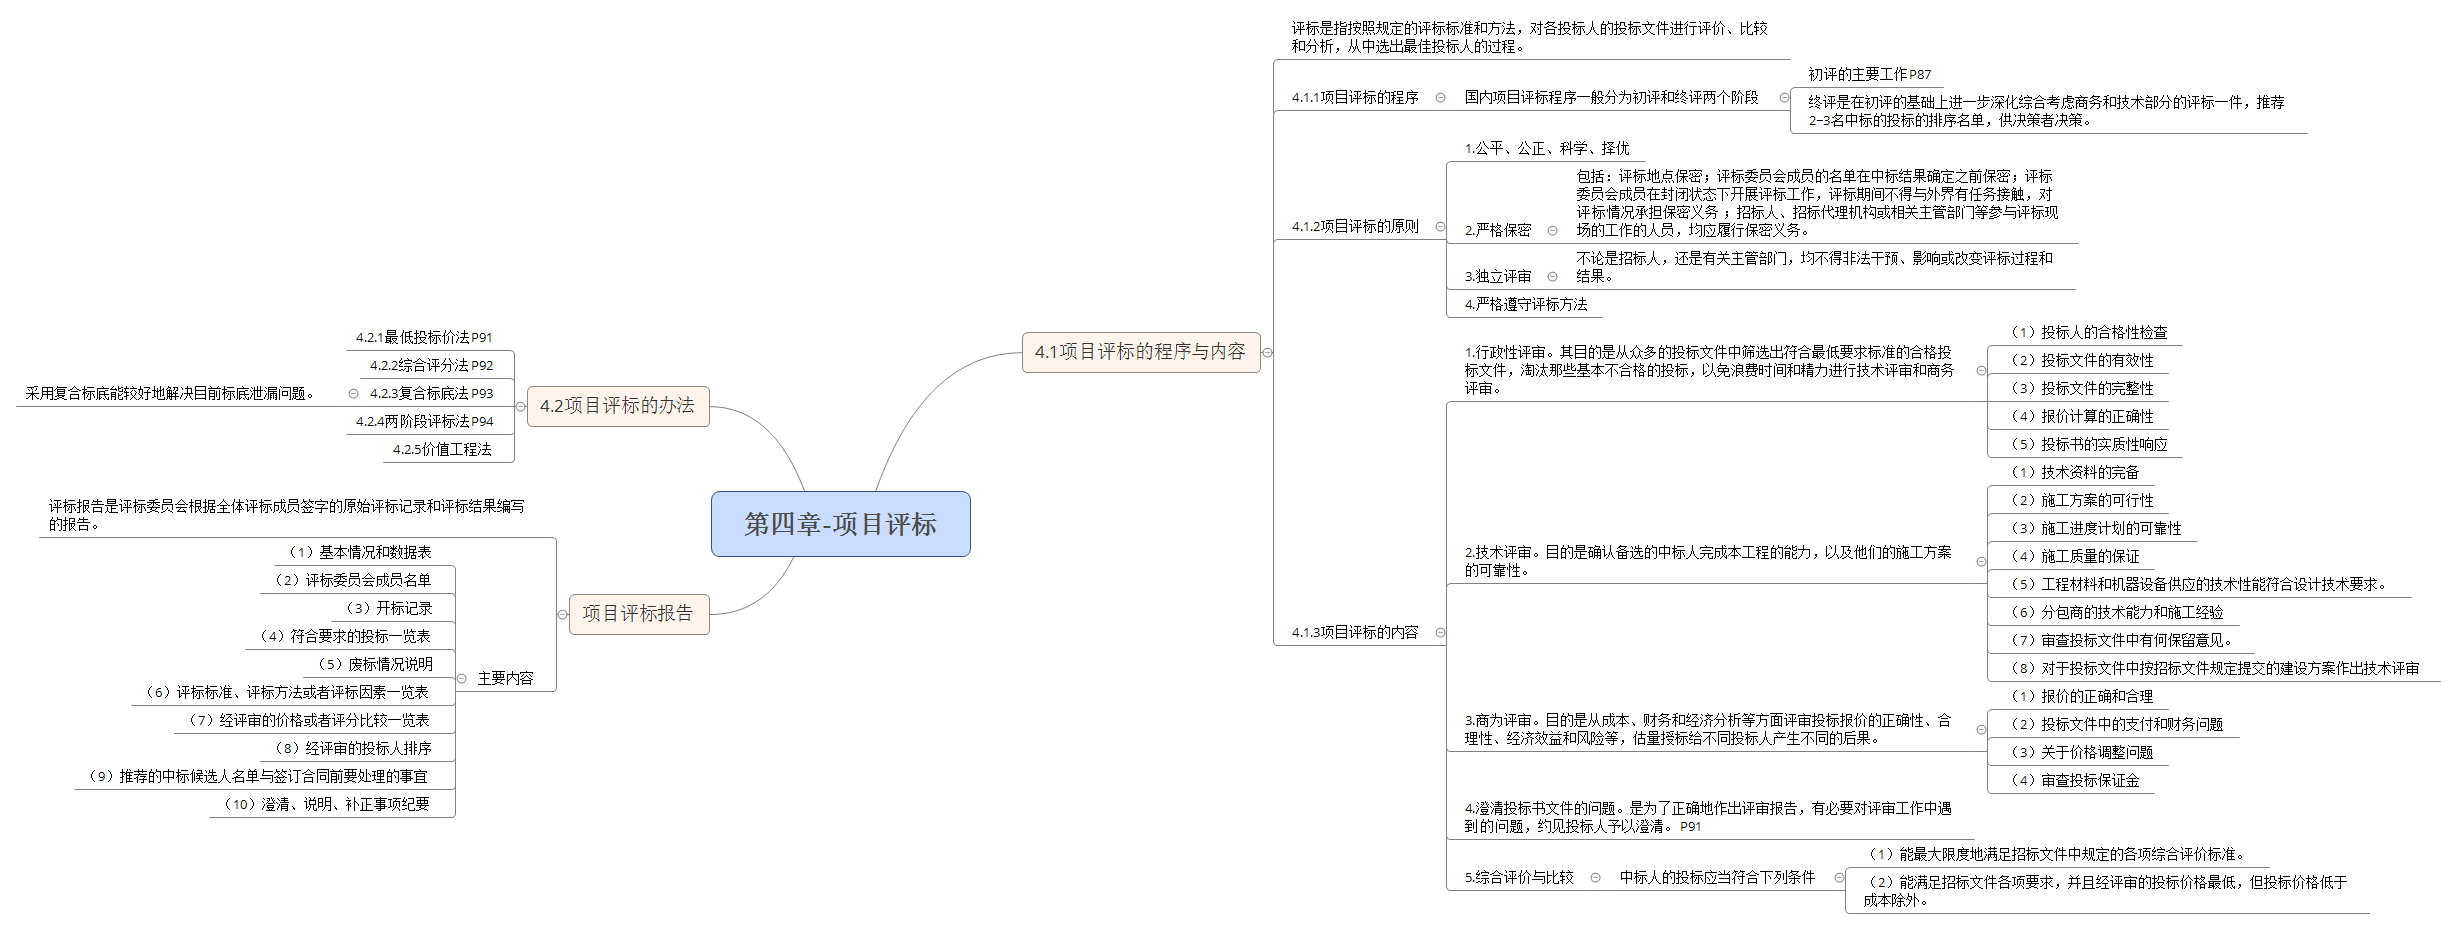 第四章-项目评标
4.1项目评标的程序与内容
评标是指按照规定的评标标准和方法，对各投标人的投标文件进行评价、比较
和分析，从中选出最佳投标人的过程。
4.1.1项目评标的程序
国内项目评标程序一般分为初评和终评两个阶段
初评的主要工作P87
终评是在初评的基础上进一步深化综合考虑商务和技术部分的评标一件，推荐
2-3名中标的投标的排序名单，供决策者决策。
4.1.2项目评标的原则
1.公平、公正、科学、择优
2.严格保密
包括：评标地点保密；评标委员会成员的名单在中标结果确定之前保密；评标
委员会成员在封闭状态下开展评标工作，评标期间不得与外界有任务接触，对
评标情况承担保密义务 ；招标人、招标代理机构或相关主管部门等参与评标现
场的工作的人员，均应履行保密义务。
3.独立评审
不论是招标人，还是有关主管部门，均不得非法干预、影响或改变评标过程和
结果。
4.严格遵守评标方法
4.1.3项目评标的内容
1.行政性评审。其目的是从众多的投标文件中筛选出符合最低要求标准的合格投
标文件，淘汰那些基本不合格的投标，以免浪费时间和精力进行技术评审和商务
评审。
（1）投标人的合格性检查
（2）投标文件的有效性
（3）投标文件的完整性
（4）报价计算的正确性
（5）投标书的实质性响应
2.技术评审。目的是确认备选的中标人完成本工程的能力，以及他们的施工方案
的可靠性。
（1）技术资料的完备
（2）施工方案的可行性
（3）施工进度计划的可靠性
（4）施工质量的保证
（5）工程材料和机器设备供应的技术性能符合设计技术要求。
（6）分包商的技术能力和施工经验
（7）审查投标文件中有何保留意见。
（8）对于投标文件中按招标文件规定提交的建设方案作出技术评审
3.商为评审。目的是从成本、财务和经济分析等方面评审投标报价的正确性、合
理性、经济效益和风险等，估量授标给不同投标人产生不同的后果。
（1）报价的正确和合理
（2）投标文件中的支付和财务问题
（3）关于价格调整问题
（4）审查投标保证金
4.澄清投标书文件的问题。是为了正确地作出评审报告，有必要对评审工作中遇
到的问题，约见投标人予以澄清。P91
5.综合评价与比较
中标人的投标应当符合下列条件
（1）能最大限度地满足招标文件中规定的各项综合评价标准。
（2）能满足招标文件各项要求，并且经评审的投标价格最低，但投标价格低于
成本除外。
4.2项目评标的办法
4.2.1最低投标价法P91
4.2.2综合评分法P92
4.2.3复合标底法P93
采用复合标底能较好地解决目前标底泄漏问题。
4.2.4两阶段评标法P94
4.2.5价值工程法
项目评标报告
评标报告是评标委员会根据全体评标成员签字的原始评标记录和评标结果编写
的报告。
主要内容
（1）基本情况和数据表
（2）评标委员会成员名单
（3）开标记录
（4）符合要求的投标一览表
（5）废标情况说明
（6）评标标准、评标方法或者评标因素一览表
（7）经评审的价格或者评分比较一览表
（8）经评审的投标人排序
（9）推荐的中标候选人名单与签订合同前要处理的事宜
（10）澄清、说明、补正事项纪要